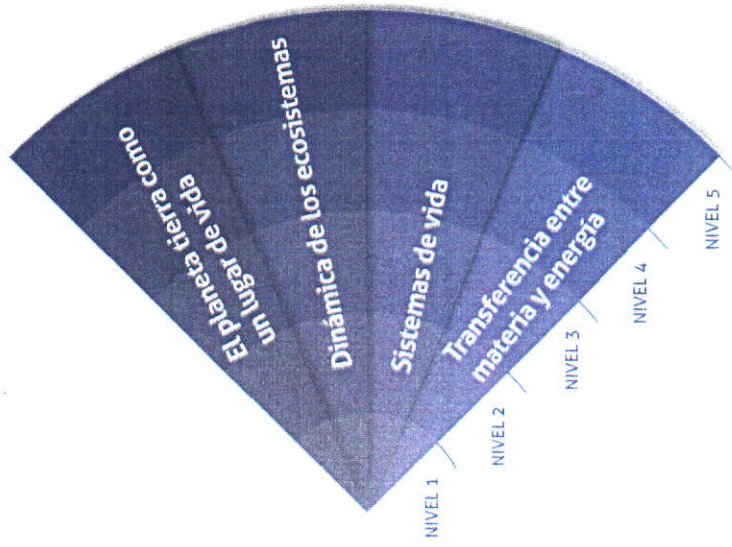 El planeta tierra como
un lugar de vida
Dinámica de los ecosistemas
Sistemas de vida
Transferencia entre
materia y energía
NIVEL 1
NIVEL 2
NIVEL 3
NIVEL 4
NIVEL 5